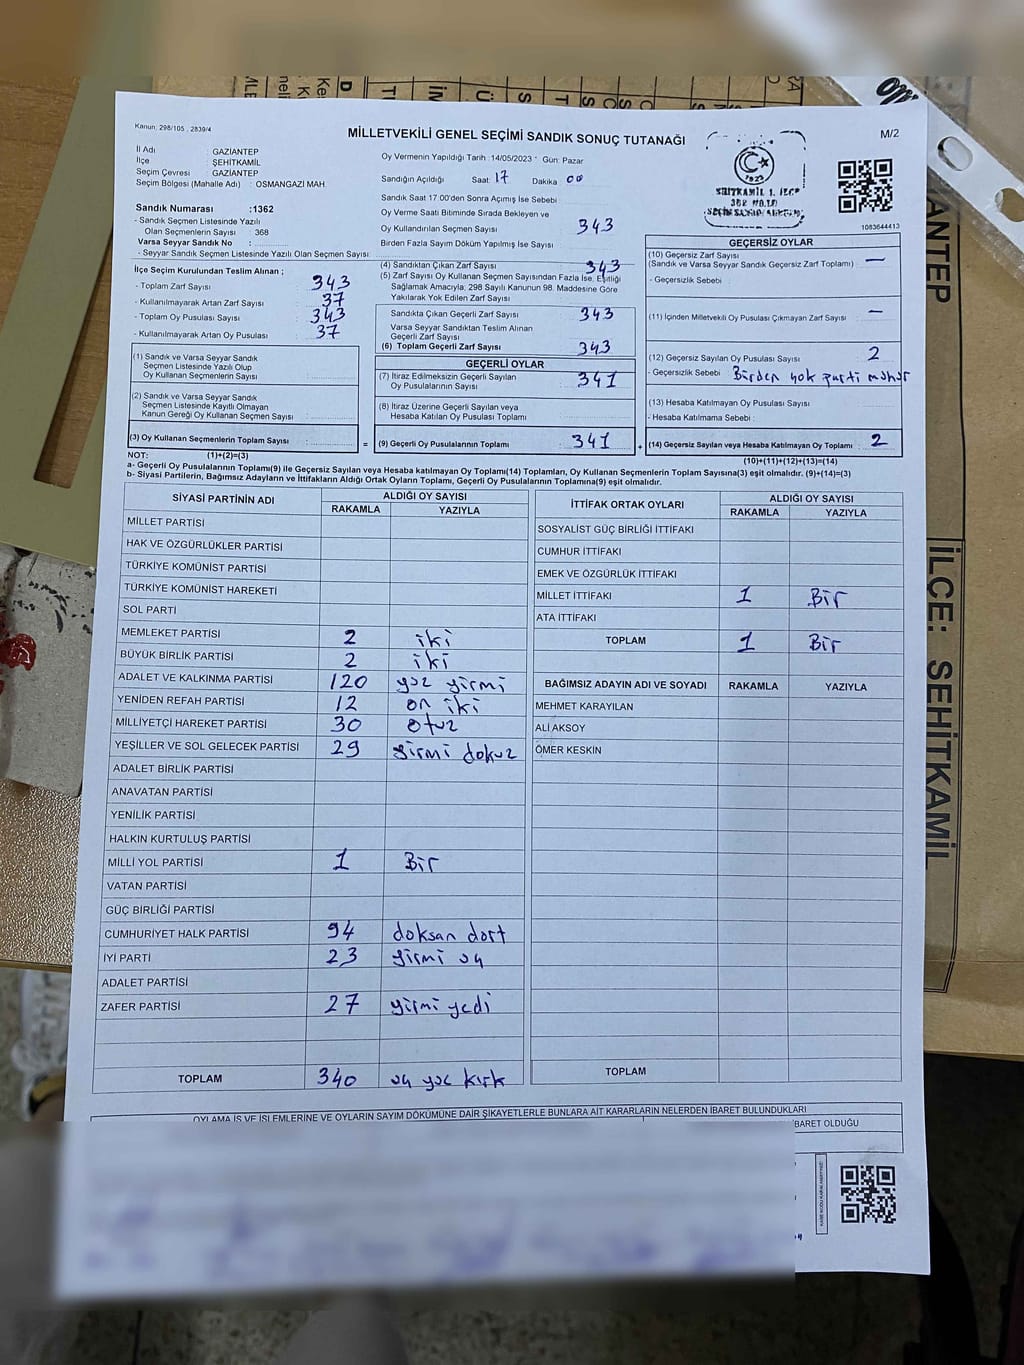 Kanun: 298/105 , 2839/4
MİLLETVEKİLİ GENEL SEÇİMİ SANDIK SONUÇ TUTANAĞI
M/2
İl Adı GAZİANTEP
İlçe ŞEHİTKAMİL
Seçim Çevresi GAZİANTEP
Seçim Bölgesi (Mahalle Adı) : OSMANGAZİ MAH.
Sandık Numarası :1362
- Sandık Seçmen Listesinde Yazılı
Olan Seçmenlerin Sayısı : 368
Varsa Seyyar Sandık No :
- Seyyar Sandık Seçmen Listesinde Yazılı Olan Seçmen Sayısı
İlçe Seçim Kurulundan Teslim Alınan ;
- Toplam Zarf Sayısı : 343
- Kullanılmayarak Artan Zarf Sayısı : 37
- Toplam Oy Pusulası Sayısı : 343
- Kullanılmayarak Artan Oy Pusulası : 37
(1) Sandık ve Varsa Seyyar Sandık
Seçmen Listesinde Yazılı Olup
Oy Kullanan Seçmenlerin Sayısı :
(2) Sandık ve Varsa Seyyar Sandık
Seçmen Listesinde Kayıtlı Olmayan
Kanun Gereği Oy Kullanan Seçmen Sayısı :
(3) Oy Kullanan Seçmenlerin Toplam Sayısı :
Oy Vermenin Yapıldığı Tarih :14/05/2023 Gün: Pazar
Sandığın Açıldığı Saat: 17 Dakika 00
Sandık Saat 17:00'den Sonra Açımış İse Sebebi
Oy Verme Saati Bitiminde Sırada Bekleyen ve
Oy Kullandırılan Seçmen Sayısı : 343
Birden Fazla Sayım Döküm Yapılmış İse Sayısı :
(4) Sandıktan Çıkan Zarf Sayısı : 343
(5) Zarf Sayısı Oy Kullanan Seçmen Sayısından Fazla İse, Eşitliği
Sağlamak Amacıyla, 298 Sayılı Kanunun 98. Maddesine Göre
Yakılarak Yok Edilen Zarf Sayısı :
Sandıkta Çıkan Geçerli Zarf Sayısı : 343
Varsa Seyyar Sandıktan Teslim Alınan
Geçerli Zarf Sayısı :
(6) Toplam Geçerli Zarf Sayısı : 343
GEÇERLİ OYLAR
(7) İtiraz Edilmeksizin Geçerli Sayılan
Oy Pusulalarının Sayısı : 341
(8) İtiraz Üzerine Geçerli Sayılan veya
Hesaba Katılan Oy Pusulası Toplamı :
= (9) Geçerli Oy Pusulalarının Toplamı : 341 +
1923
ŞEHİTKAMİL 1. İLÇE
1083644413
GEÇERSİZ OYLAR
(10) Geçersiz Zarf Sayısı
(Sandık ve Varsa Seyyar Sandık Geçersiz Zarf Toplamı) : —
- Geçersizlik Sebebi :
(11) İçinden Milletvekili Oy Pusulası Çıkmayan Zarf Sayısı : —
(12) Geçersiz Sayılan Oy Pusulası Sayısı : 2
- Geçersizlik Sebebi : Birden çok parti mühür
(13) Hesaba Katılmayan Oy Pusulası Sayısı :
- Hesaba Katılmama Sebebi :
(14) Geçersiz Sayılan veya Hesaba Katılmayan Oy Toplamı : 2
NOT: (1)+(2)=(3)
(10)+(11)+(12)+(13)=(14)
a- Geçerli Oy Pusulalarının Toplamı(9) ile Geçersiz Sayılan veya Hesaba katılmayan Oy Toplamı(14) Toplamları, Oy Kullanan Seçmenlerin Toplam Sayısına(3) eşit olmalıdır. (9)+(14)=(3)
b- Siyasi Partilerin, Bağımsız Adayların ve İttifakların Aldığı Ortak Oyların Toplamı, Geçerli Oy Pusulalarının Toplamına(9) eşit olmalıdır.
SİYASİ PARTİNİN ADI ALDIĞI OY SAYISI
RAKAMLA YAZIYLA
MİLLET PARTİSİ
HAK VE ÖZGÜRLÜKLER PARTİSİ
TÜRKİYE KOMÜNİST PARTİSİ
TÜRKİYE KOMÜNİST HAREKETİ
SOL PARTİ
MEMLEKET PARTİSİ 2 iki
BÜYÜK BİRLİK PARTİSİ 2 iki
ADALET VE KALKINMA PARTİSİ 120 yüz yirmi
YENİDEN REFAH PARTİSİ 12 on iki
MİLLİYETÇİ HAREKET PARTİSİ 30 otuz
YEŞİLLER VE SOL GELECEK PARTİSİ 29 yirmi dokuz
ADALET BİRLİK PARTİSİ
ANAVATAN PARTİSİ
YENİLİK PARTİSİ
HALKIN KURTULUŞ PARTİSİ
MİLLİ YOL PARTİSİ 1 Bir
VATAN PARTİSİ
GÜÇ BİRLİĞİ PARTİSİ
CUMHURİYET HALK PARTİSİ 94 doksan dört
İYİ PARTİ 23 yirmi üç
ADALET PARTİSİ
ZAFER PARTİSİ 27 yirmi yedi
TOPLAM 340 üç yüz kırk
İTTİFAK ORTAK OYLARI ALDIĞI OY SAYISI
RAKAMLA YAZIYLA
SOSYALİST GÜÇ BİRLİĞİ İTTİFAKI
CUMHUR İTTİFAKI
EMEK VE ÖZGÜRLÜK İTTİFAKI
MİLLET İTTİFAKI 1 Bir
ATA İTTİFAKI
TOPLAM 1 Bir
BAĞIMSIZ ADAYIN ADI VE SOYADI RAKAMLA YAZIYLA
MEHMET KARAYILAN
ALİ AKSOY
ÖMER KESKİN
TOPLAM
OYLAMA İŞ VE İŞLEMLERİNE VE OYLARIN SAYIM DÖKÜMÜNE DAİR ŞİKAYETLERLE BUNLARA AİT KARARLARIN NELERDEN İBARET BULUNDUKLARI
İBARET OLDUĞU
ANTEP
İLÇE: ŞEHİTKAMİL